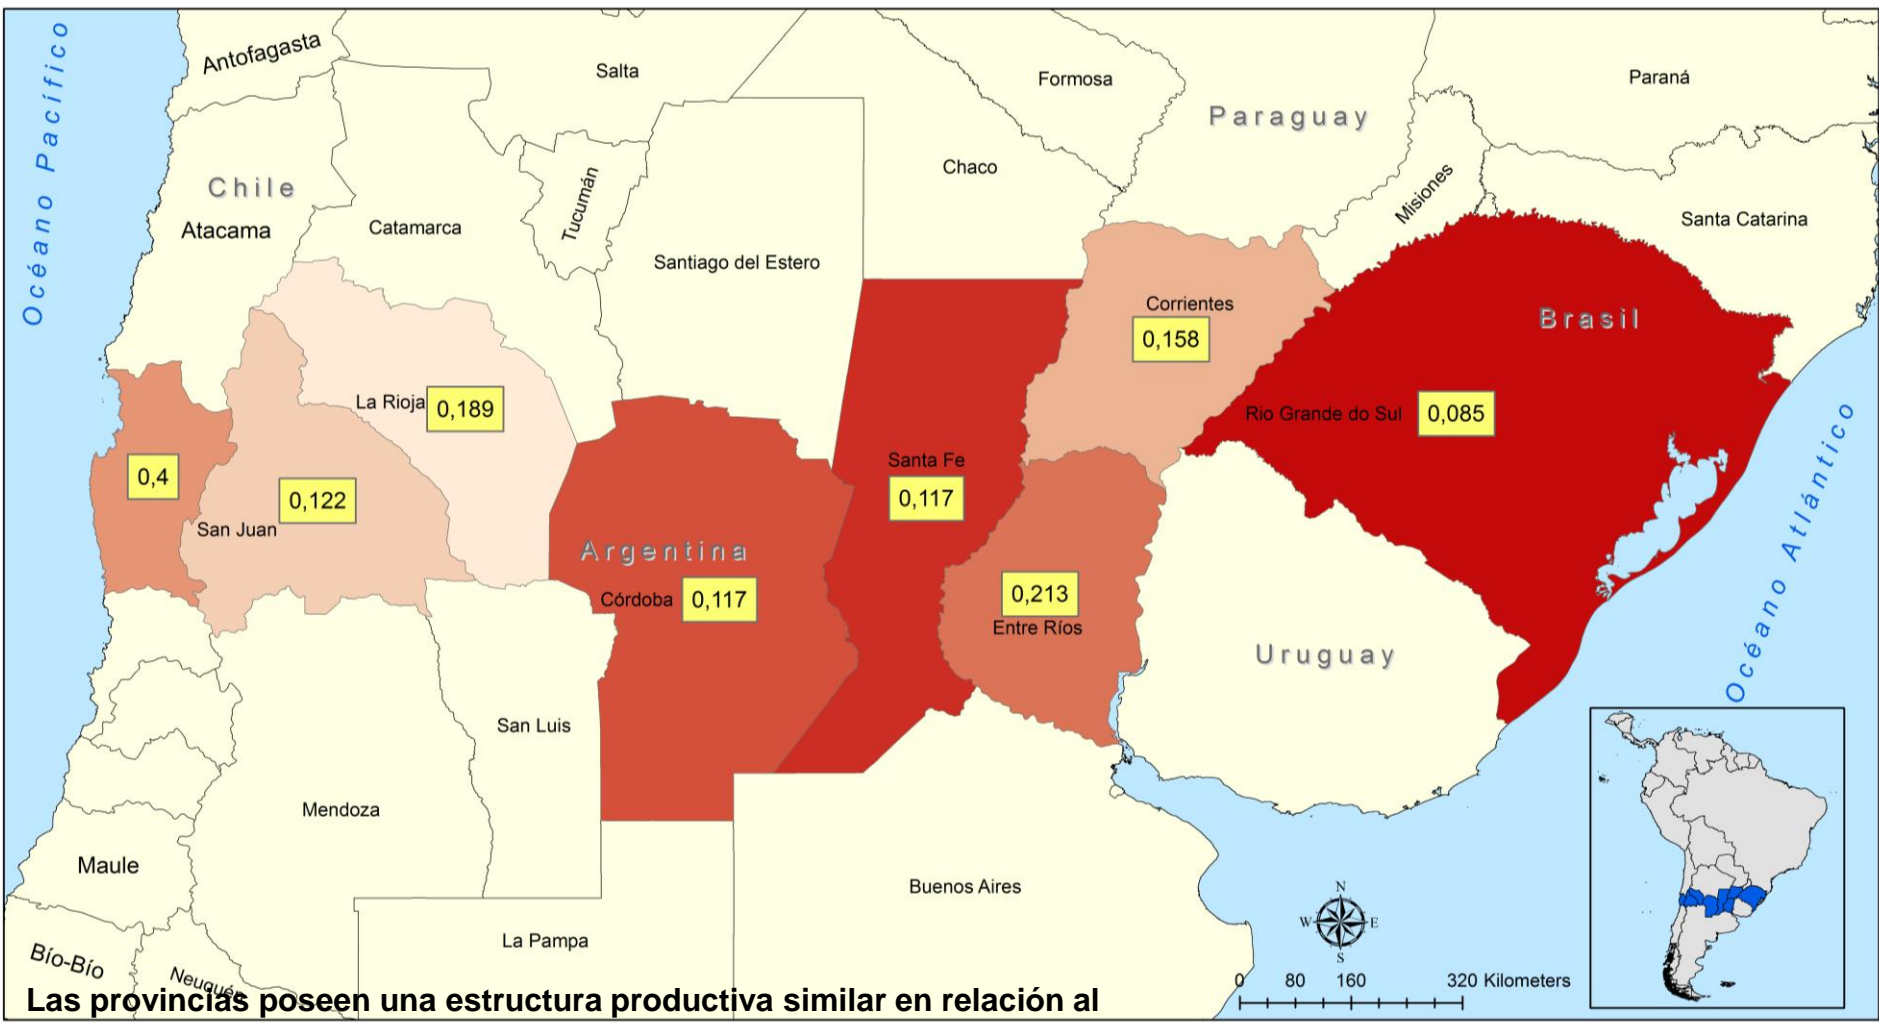 Océano Pacífico
Antofagasta
Salta
Formosa
Paraguay
Paraná
Chile
Atacama
Catamarca
Tucumán
Chaco
Misiones
Santa Catarina
Santiago del Estero
Corrientes
0,158
Brasil
La Rioja
0,189
Rio Grande do Sul
0,085
0,4
San Juan
0,122
Santa Fe
0,117
Argentina
Córdoba
0,117
0,213
Entre Ríos
Uruguay
Océano Atlántico
San Luis
Mendoza
Maule
Buenos Aires
La Pampa
Bío-Bío
Neuquén
N
W
E
S
0 80 160 320 Kilometers
Las provincias poseen una estructura productiva similar en relación al